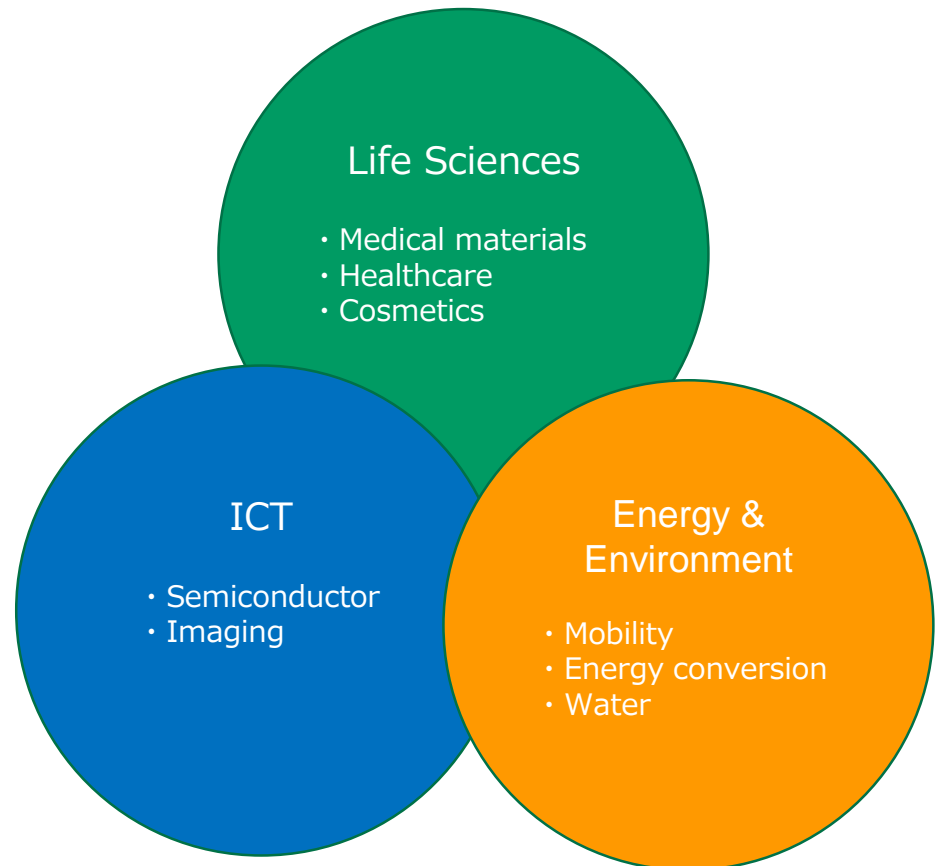 Life Sciences
・Medical materials
・Healthcare
・Cosmetics
ICT
・Semiconductor
・Imaging
Energy &
Environment
・Mobility
・Energy conversion
・Water